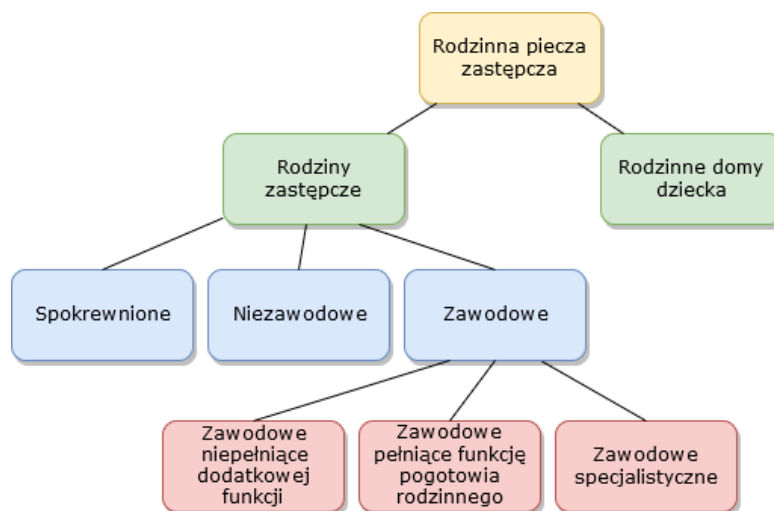 Rodzinna piecza
zastępcza
Rodziny
zastępcze
Rodzinne domy
dziecka
Spokrewnione
Niezawodowe
Zawodowe
Zawodowe
niepełniące
dodatkowej
funkcji
Zawodowe
pełniące funkcję
pogotowia
rodzinnego
Zawodowe
specjalistyczne